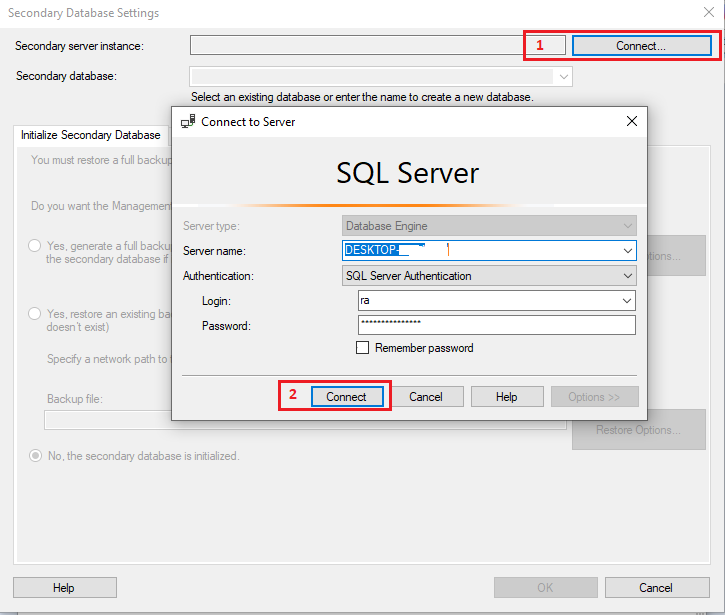 Secondary Database Settings
Secondary server instance:
1
Connect...
Secondary database:
Select an existing database or enter the name to create a new database.
Initialize Secondary Database
You must restore a full backup
Do you want the Management
Yes, generate a full backup
the secondary database if
tions...
Yes, restore an existing ba
doesn't exist)
Specify a network path to
Backup file:
Restore Options...
No, the secondary database is initialized.
Connect to Server
SQL Server
Server type:
Database Engine
Server name:
DESKTOP-
Authentication:
SQL Server Authentication
Login:
ra
Password:
***************
Remember password
2
Connect
Cancel
Help
Options >>
Help
OK
Cancel